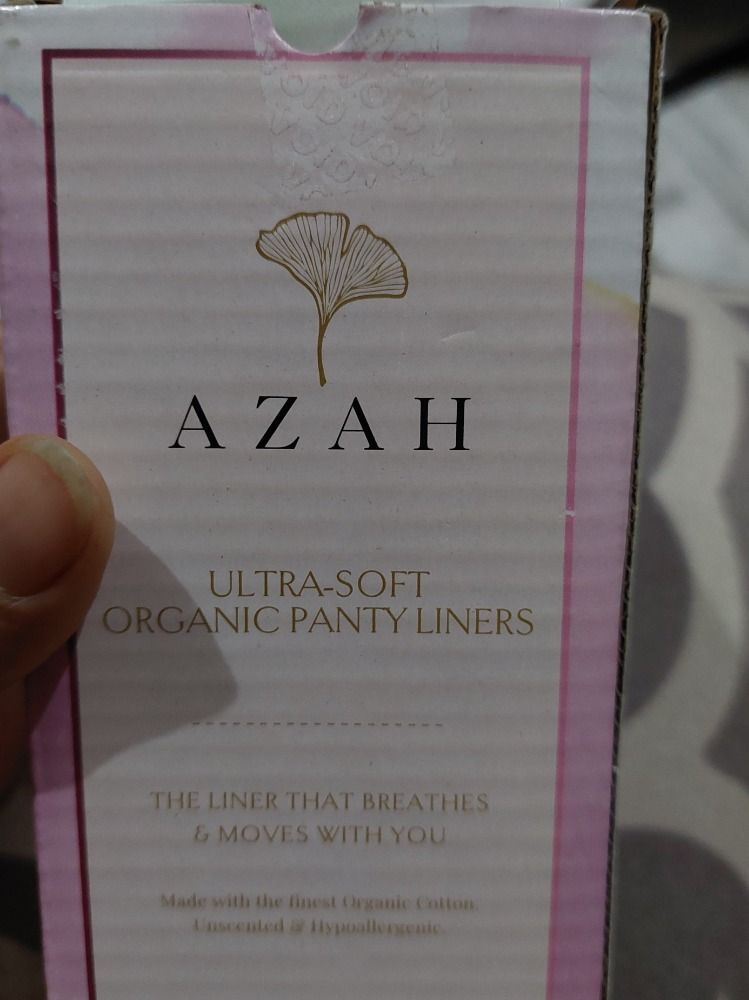 AZAH
ULTRA-SOFT
ORGANIC PANTY LINERS
THE LINER THAT BREATHES
& MOVES WITH YOU
Made with the finest Organic Cotton.
Unscented & Hypoallergenic.